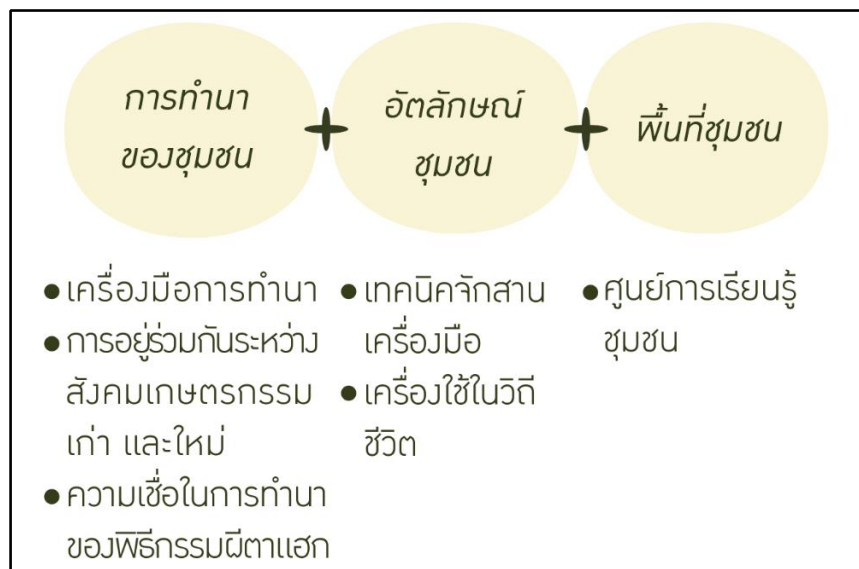 การทำนา
ของชุมชน
+
อัตลักษณ์
ชุมชน
+
พื้นที่ชุมชน
●เครื่องมือการทำนา
●การอยู่ร่วมกันระหว่าง
สังคมเกษตรกรรม
เก่า และใหม่
●ความเชื่อในการทำนา
ของพิธีกรรมผีตาแฮก
●เทคนิคจักสาน
เครื่องมือ
●เครื่องใช้ในวิถี
ชีวิต
●ศูนย์การเรียนรู้
ชุมชน